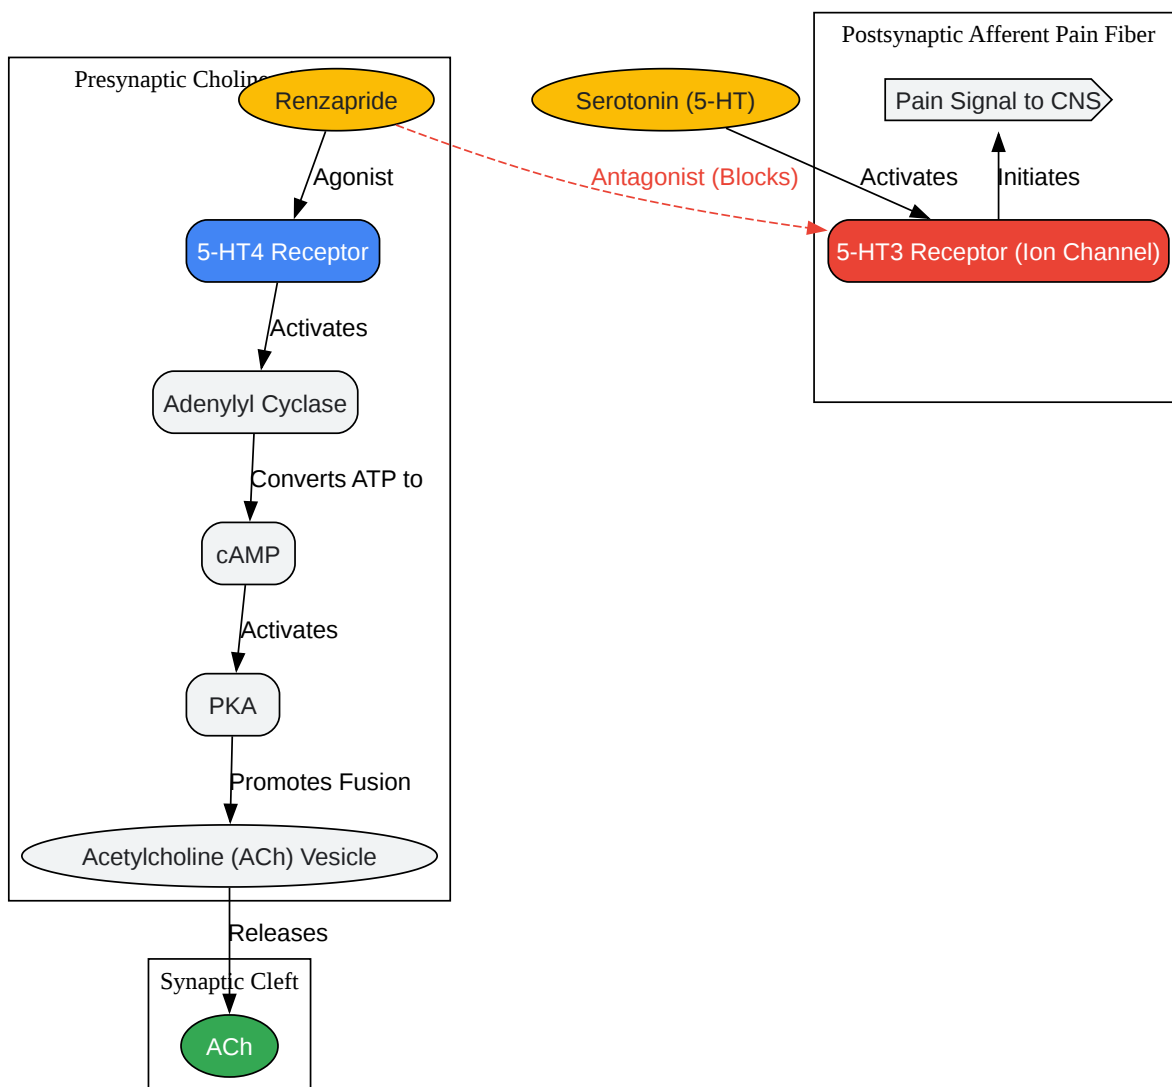 Postsynaptic Afferent Pain Fiber
Presynaptic
Renzapride
Serotonin (5-HT)
Pain Signal to CNS
Agonist
Antagonist (Blocks)
Activates
Initiates
5-HT4 Receptor
5-HT3 Receptor (Ion Channel)
Activates
Adenylyl Cyclase
Converts ATP to
cAMP
Activates
PKA
Promotes Fusion
Acetylcholine (ACh) Vesicle
Releases
Synaptic Cleft
ACh